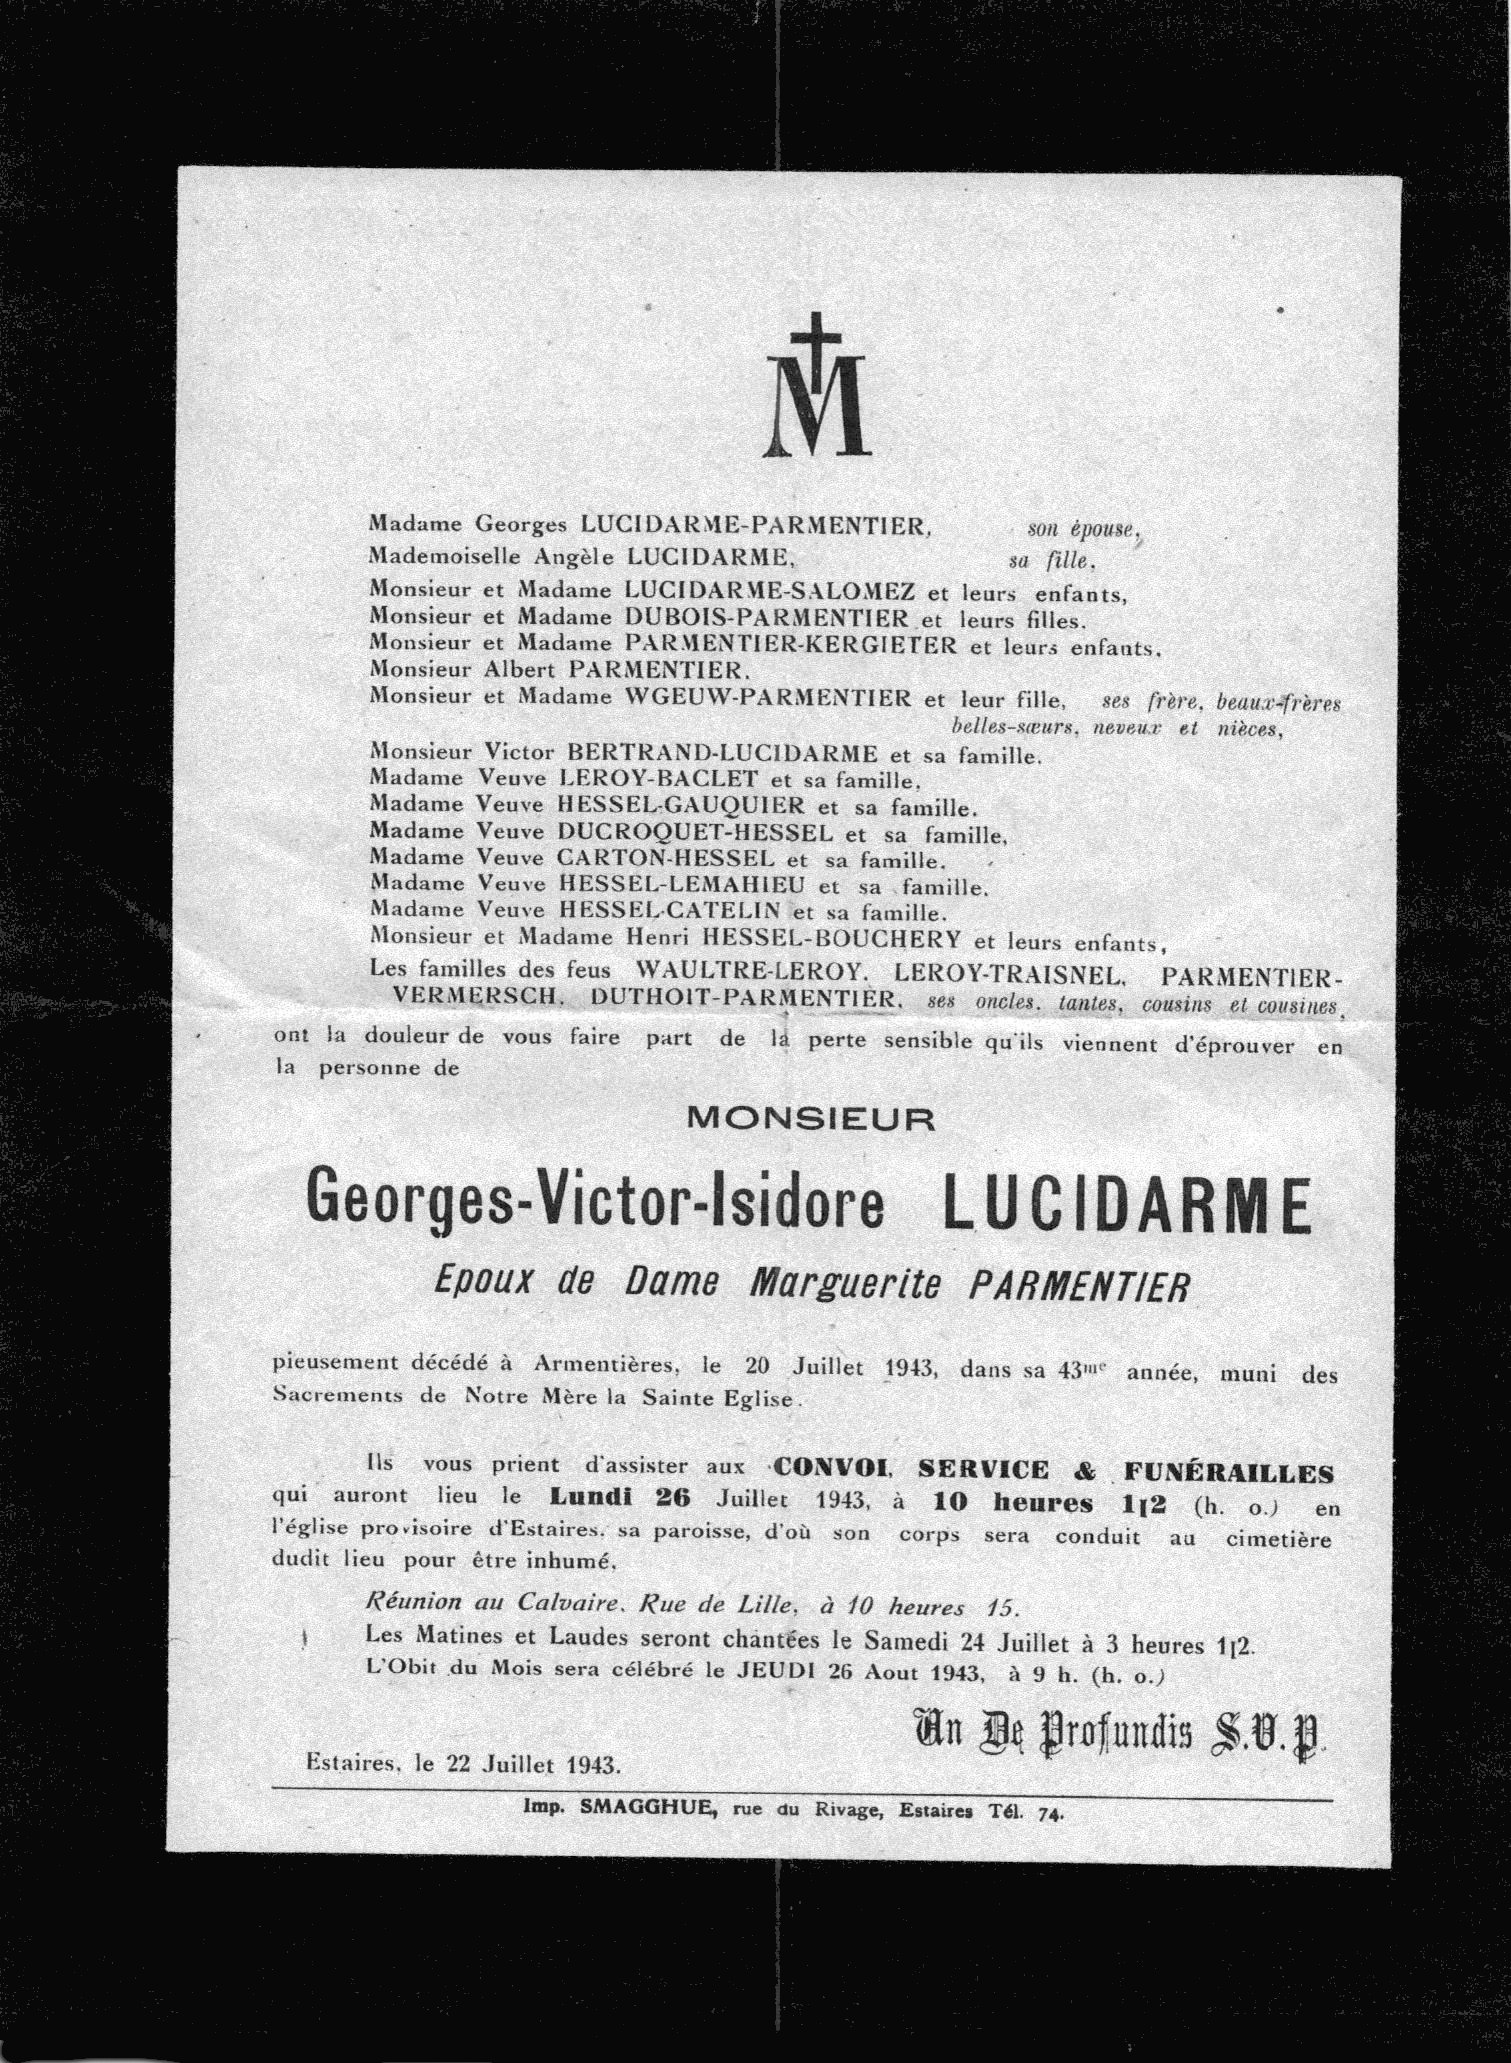 M
Madame Georges LUCIDARME-PARMENTIER, son épouse,
Mademoiselle Angèle LUCIDARME, sa fille.
Monsieur et Madame LUCIDARME-SALOMEZ et leurs enfants,
Monsieur et Madame DUBOIS-PARMENTIER et leurs filles.
Monsieur et Madame PARMENTIER-KERGIETER et leurs enfants.
Monsieur Albert PARMENTIER.
Monsieur et Madame WGEUW-PARMENTIER et leur fille, ses frère, beaux-frères
belles-sœurs, neveux et nièces,
Monsieur Victor BERTRAND-LUCIDARME et sa famille.
Madame Veuve LEROY-BACLET et sa famille.
Madame Veuve HESSEL-GAUQUIER et sa famille.
Madame Veuve DUCROQUET-HESSEL et sa famille,
Madame Veuve CARTON-HESSEL et sa famille.
Madame Veuve HESSEL-LEMAHIEU et sa famille.
Madame Veuve HESSEL-CATELIN et sa famille.
Monsieur et Madame Henri HESSEL-BOUCHERY et leurs enfants,
Les familles des feus WAULTRE-LEROY, LEROY-TRAISNEL, PARMENTIER-
VERMERSCH, DUTHOIT-PARMENTIER, ses oncles, tantes, cousins et cousines,
ont la douleur de vous faire part de la perte sensible qu'ils viennent d'éprouver en
la personne de
MONSIEUR
Georges-Victor-Isidore LUCIDARME
Epoux de Dame Marguerite PARMENTIER
pieusement décédé à Armentières, le 20 Juillet 1943, dans sa 43me année, muni des
Sacrements de Notre Mère la Sainte Eglise.
Ils vous prient d'assister aux CONVOI, SERVICE & FUNÉRAILLES
qui auront lieu le Lundi 26 Juillet 1943, à 10 heures 1|2 (h. o.) en
l'église provisoire d'Estaires, sa paroisse, d'où son corps sera conduit au cimetière
dudit lieu pour être inhumé.
Réunion au Calvaire, Rue de Lille, à 10 heures 15.
Les Matines et Laudes seront chantées le Samedi 24 Juillet à 3 heures 1|2.
L'Obit du Mois sera célébré le JEUDI 26 Aout 1943, à 9 h. (h. o.)
Un De Profundis S.V.P.
Estaires, le 22 Juillet 1943.
Imp. SMAGGHUE, rue du Rivage, Estaires Tél. 74.